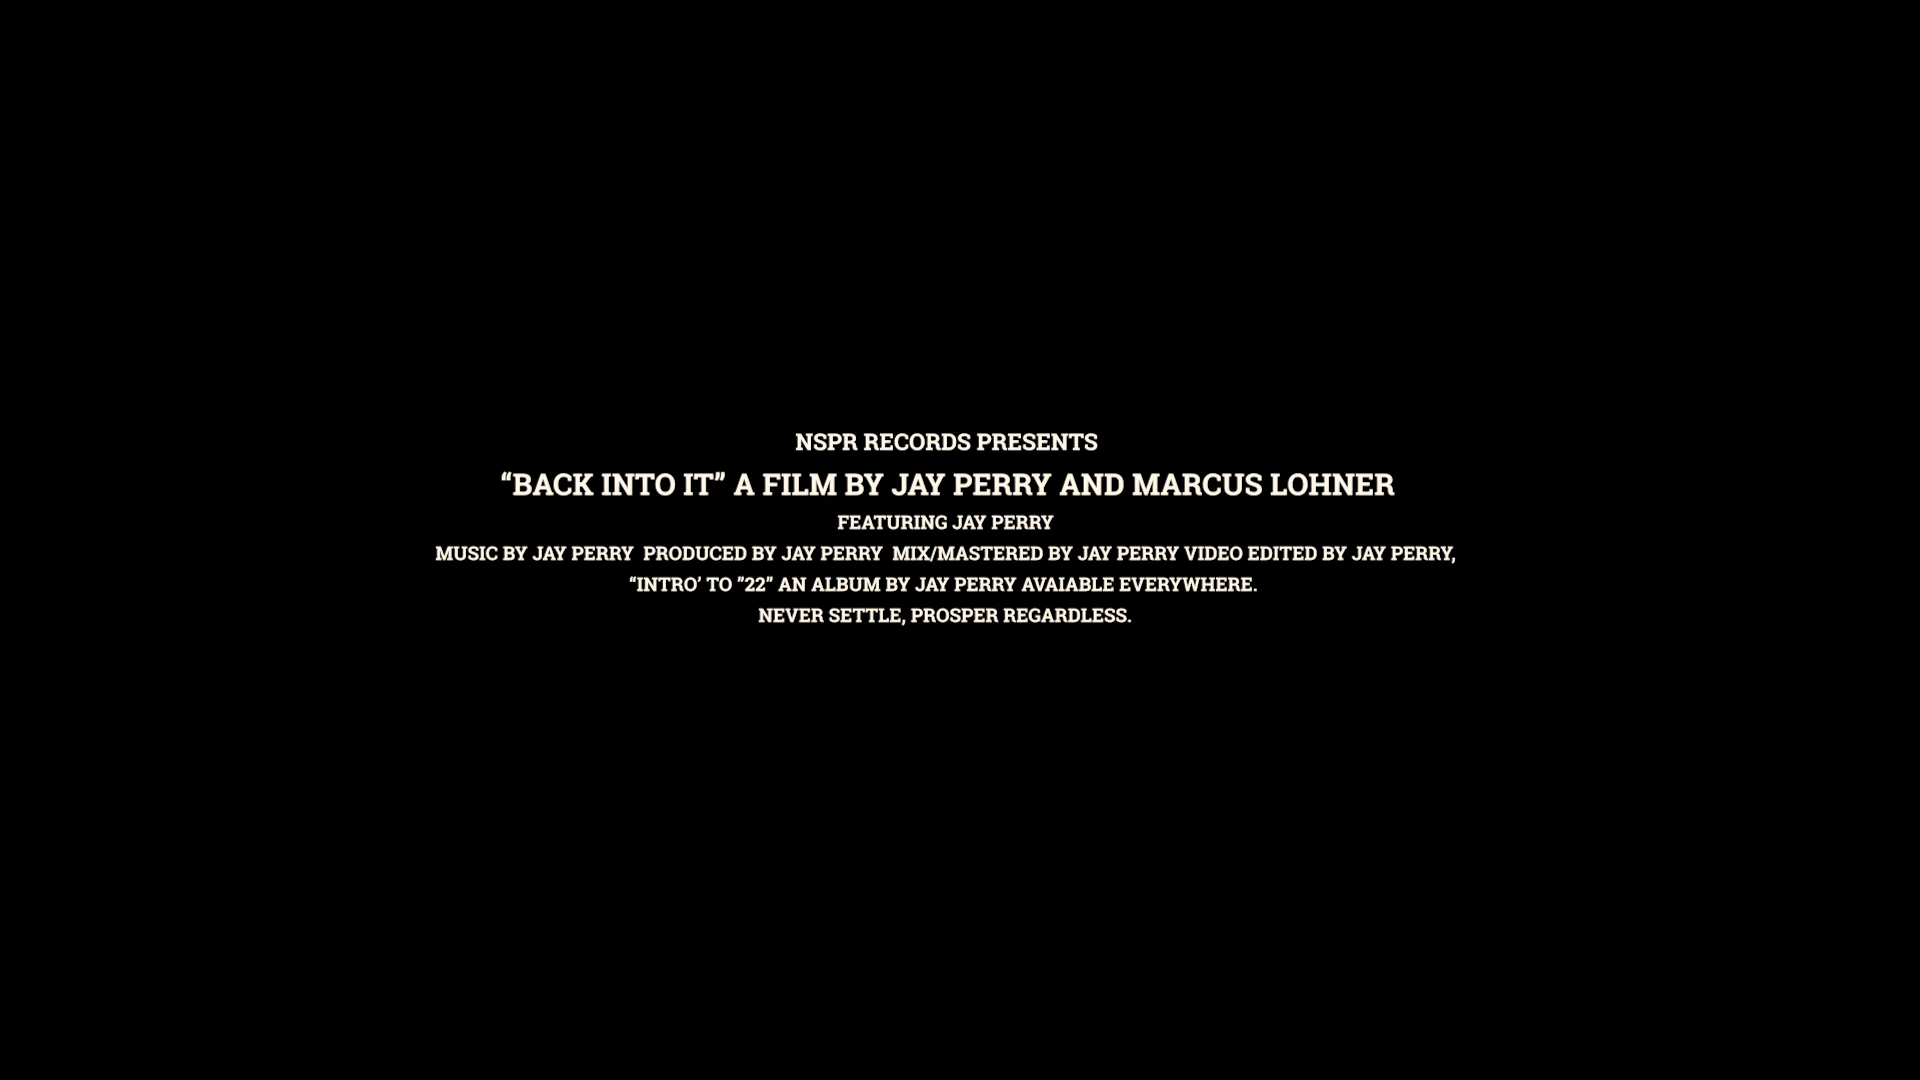 NSPR RECORDS PRESENTS
“BACK INTO IT” A FILM BY JAY PERRY AND MARCUS LOHNER
FEATURING JAY PERRY
MUSIC BY JAY PERRY  PRODUCED BY JAY PERRY  MIX/MASTERED BY JAY PERRY VIDEO EDITED BY JAY PERRY,
“INTRO’ TO ”22” AN ALBUM BY JAY PERRY AVAIABLE EVERYWHERE.
NEVER SETTLE, PROSPER REGARDLESS.